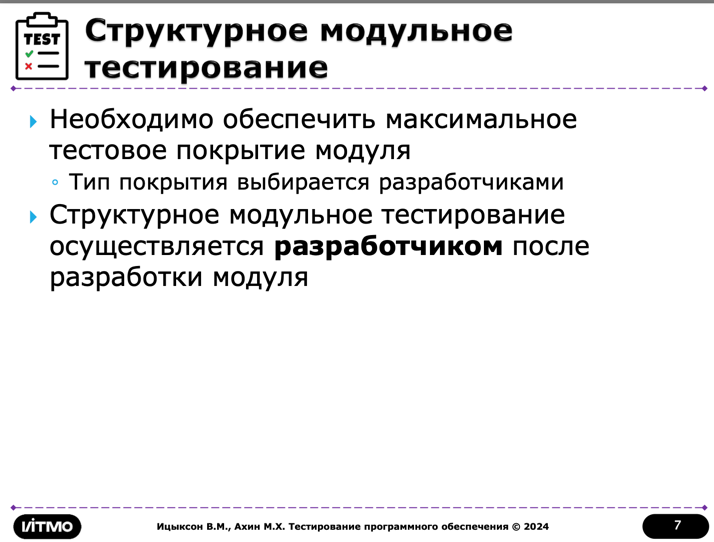 TEST
Структурное модульное
тестирование
Необходимо обеспечить максимальное
тестовое покрытие модуля
Тип покрытия выбирается разработчиками
Структурное модульное тестирование
осуществляется разработчиком после
разработки модуля
ИТМО
Ицыксон В.М., Ахин М.Х. Тестирование программного обеспечения © 2024
7